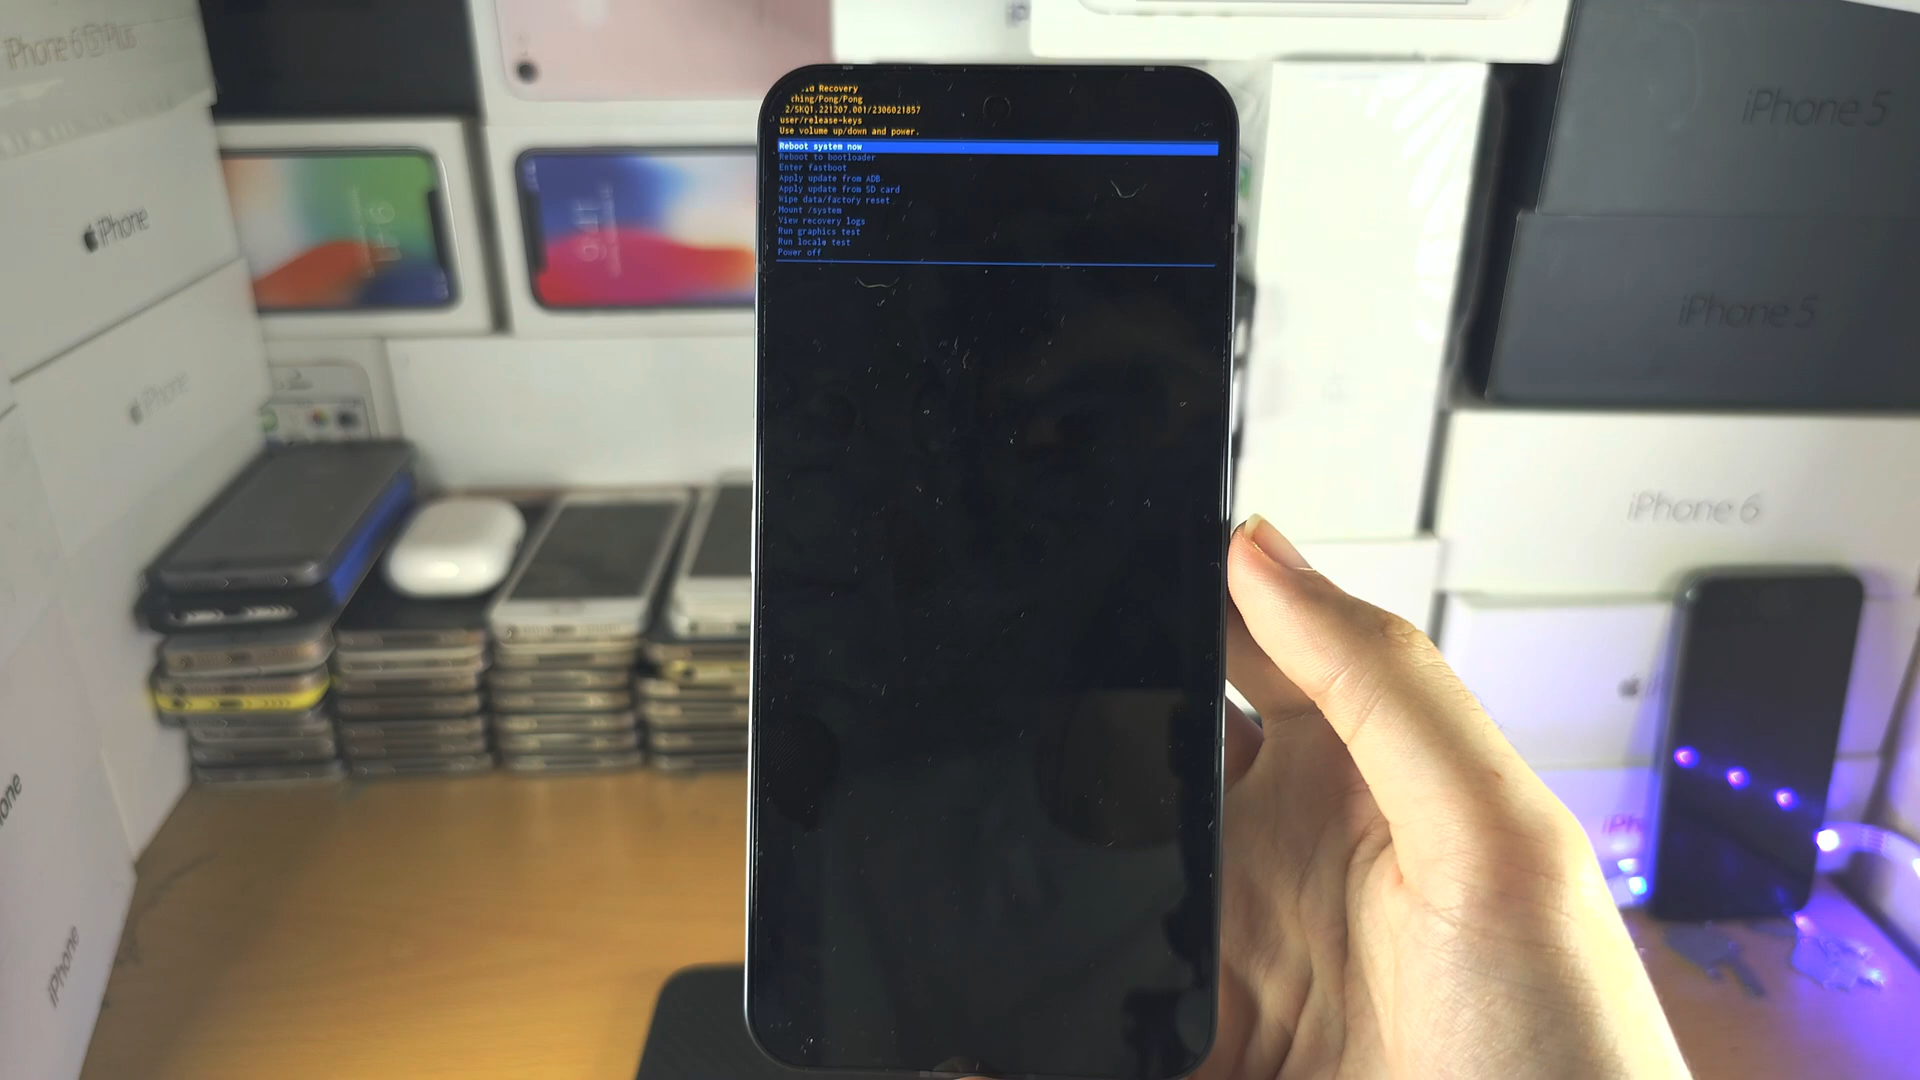 Recovery
ching/Pong/Pong
2/SKQ1.221207.001/2306021857
user/release-keys
Use volume up/down and power.
Reboot system now
Reboot to bootloader
Enter fastboot
Apply update from ADB
Apply update from SD card
Wipe data/factory reset
Mount /system
View recovery logs
Run graphics test
Run locale test
Power off
iPhone 6S Plus
iPhone
iPhone
iPhone
9:41
iPhone 5
iPhone 5
iPhone 6